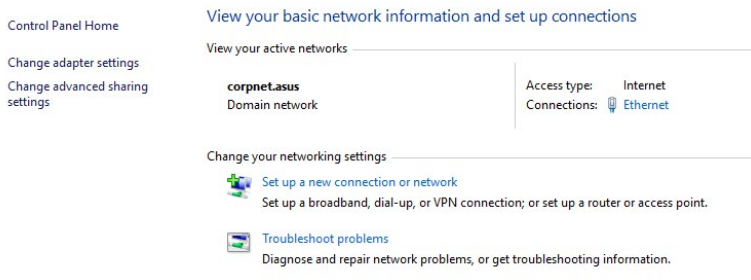 Control Panel Home
Change adapter settings
Change advanced sharing
settings
View your basic network information and set up connections
View your active networks
corpnet.asus
Domain network
Access type: Internet
Connections: Ethernet
Change your networking settings
Set up a new connection or network
Set up a broadband, dial-up, or VPN connection; or set up a router or access point.
Troubleshoot problems
Diagnose and repair network problems, or get troubleshooting information.